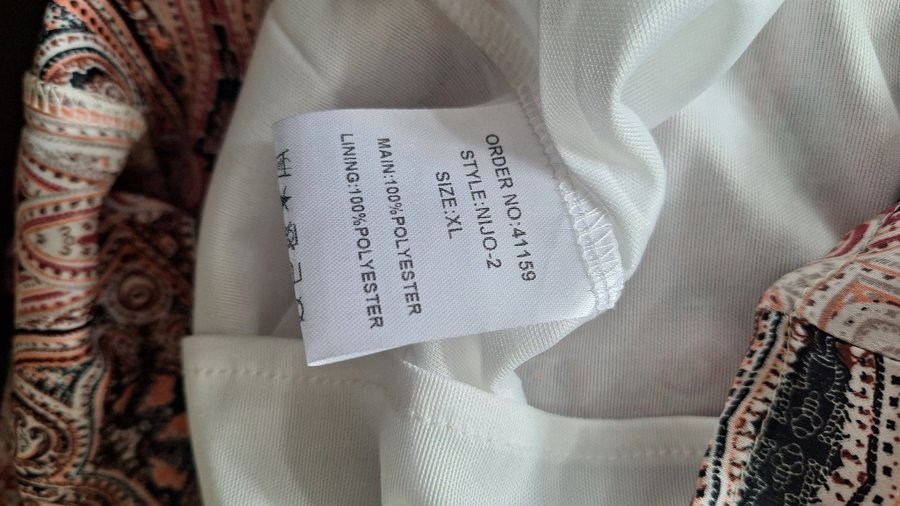 ORDER NO:41159
STYLE:NIJO-2
SIZE:XL
MAIN:100%POLYESTER
LINING:100%POLYESTER